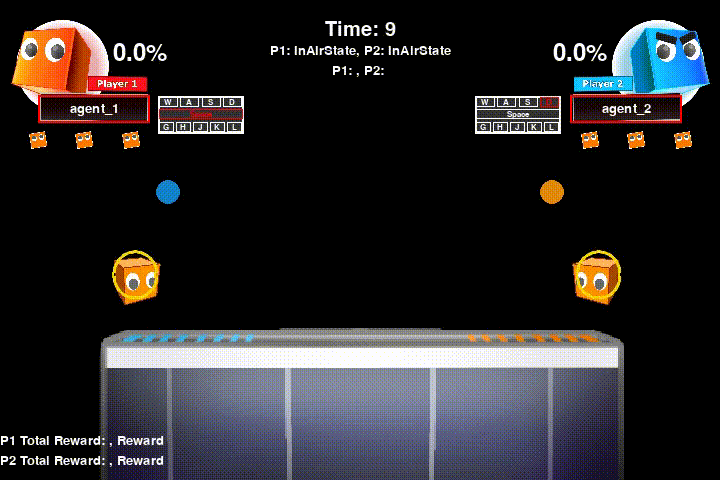 Time: 9
P1: InAirState, P2: InAirState
P1: , P2:
0.0%
Player 1
agent_1
W A S D
G H J K L
0.0%
Player 2
agent_2
W A S
Space
G H J K L
P1 Total Reward: , Reward
P2 Total Reward: , Reward